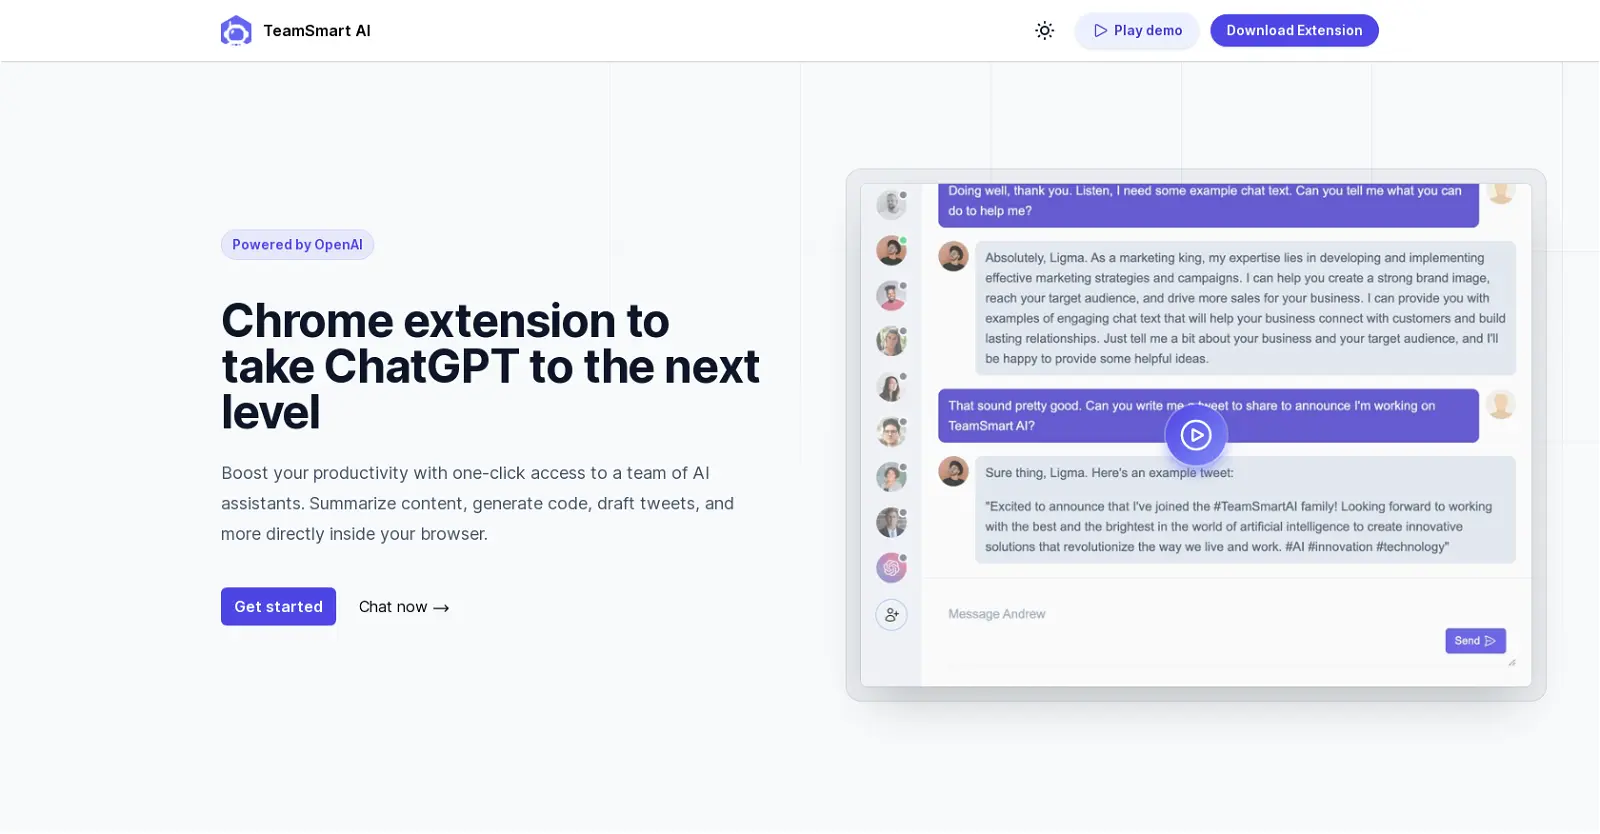 TeamSmart AI
Play demo
Download Extension
Powered by OpenAI
Chrome extension to
take ChatGPT to the next
level
Boost your productivity with one-click access to a team of AI
assistants. Summarize content, generate code, draft tweets, and
more directly inside your browser.
Get started
Chat now
Doing well, thank you. Listen, I need some example chat text. Can you tell me what you can
do to help me?
Absolutely, Ligma. As a marketing king, my expertise lies in developing and implementing
effective marketing strategies and campaigns. I can help you create a strong brand image,
reach your target audience, and drive more sales for your business. I can provide you with
examples of engaging chat text that will help your business connect with customers and build
lasting relationships. Just tell me a bit about your business and your target audience, and I'll
be happy to provide some helpful ideas.
That sound pretty good. Can you write me a tweet to share to announce I'm working on
TeamSmart AI?
Sure thing, Ligma. Here's an example tweet:
"Excited to announce that I've joined the #TeamSmartAI family! Looking forward to working
with the best and the brightest in the world of artificial intelligence to create innovative
solutions that revolutionize the way we live and work. #AI #innovation #technology"
Message Andrew
Send